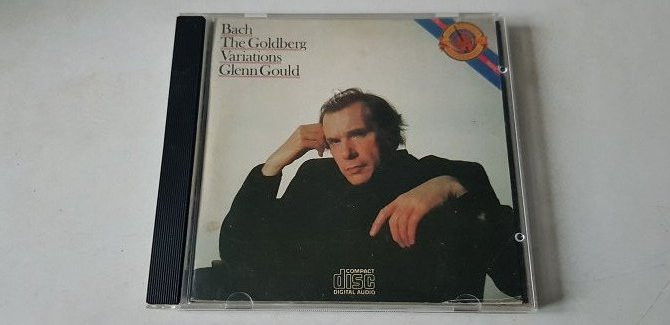 Bach
The Goldberg
Variations
Glenn Gould
COMPACT
disc
DIGITAL AUDIO